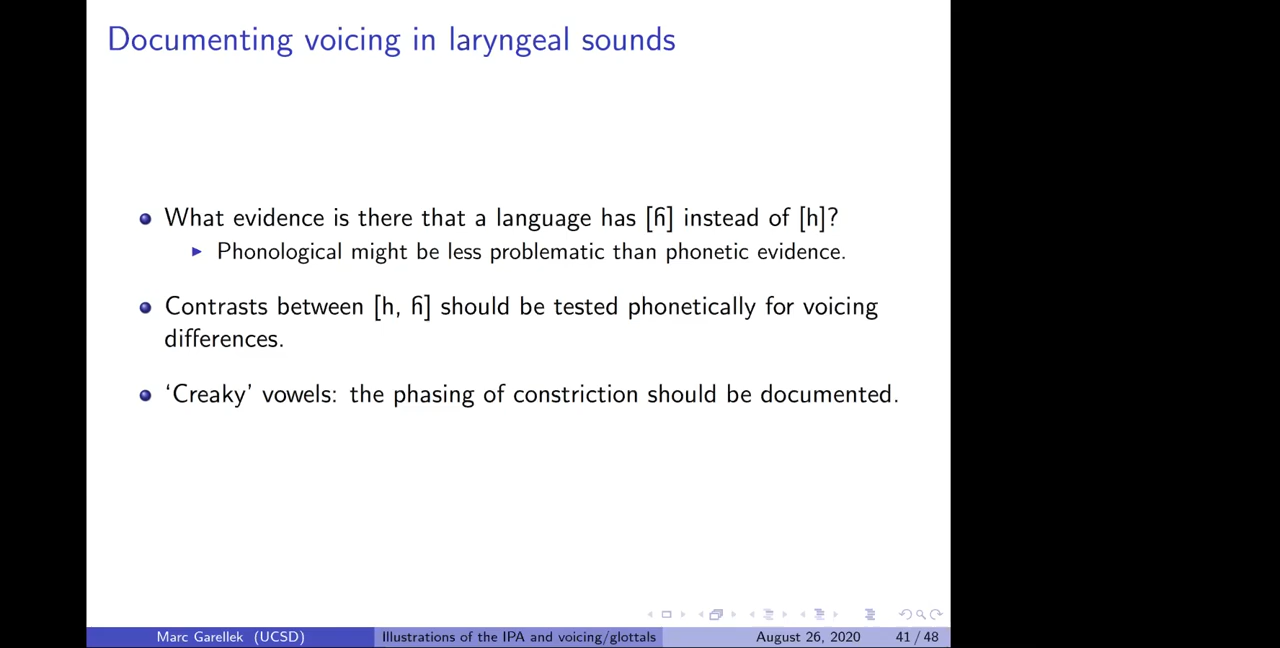 Documenting voicing in laryngeal sounds
What evidence is there that a language has [ɦ] instead of [h]?
Phonological might be less problematic than phonetic evidence.
Contrasts between [h, ɦ] should be tested phonetically for voicing
differences.
‘Creaky’ vowels: the phasing of constriction should be documented.
Marc Garellek (UCSD) Illustrations of the IPA and voicing/glottals August 26, 2020 41 / 48